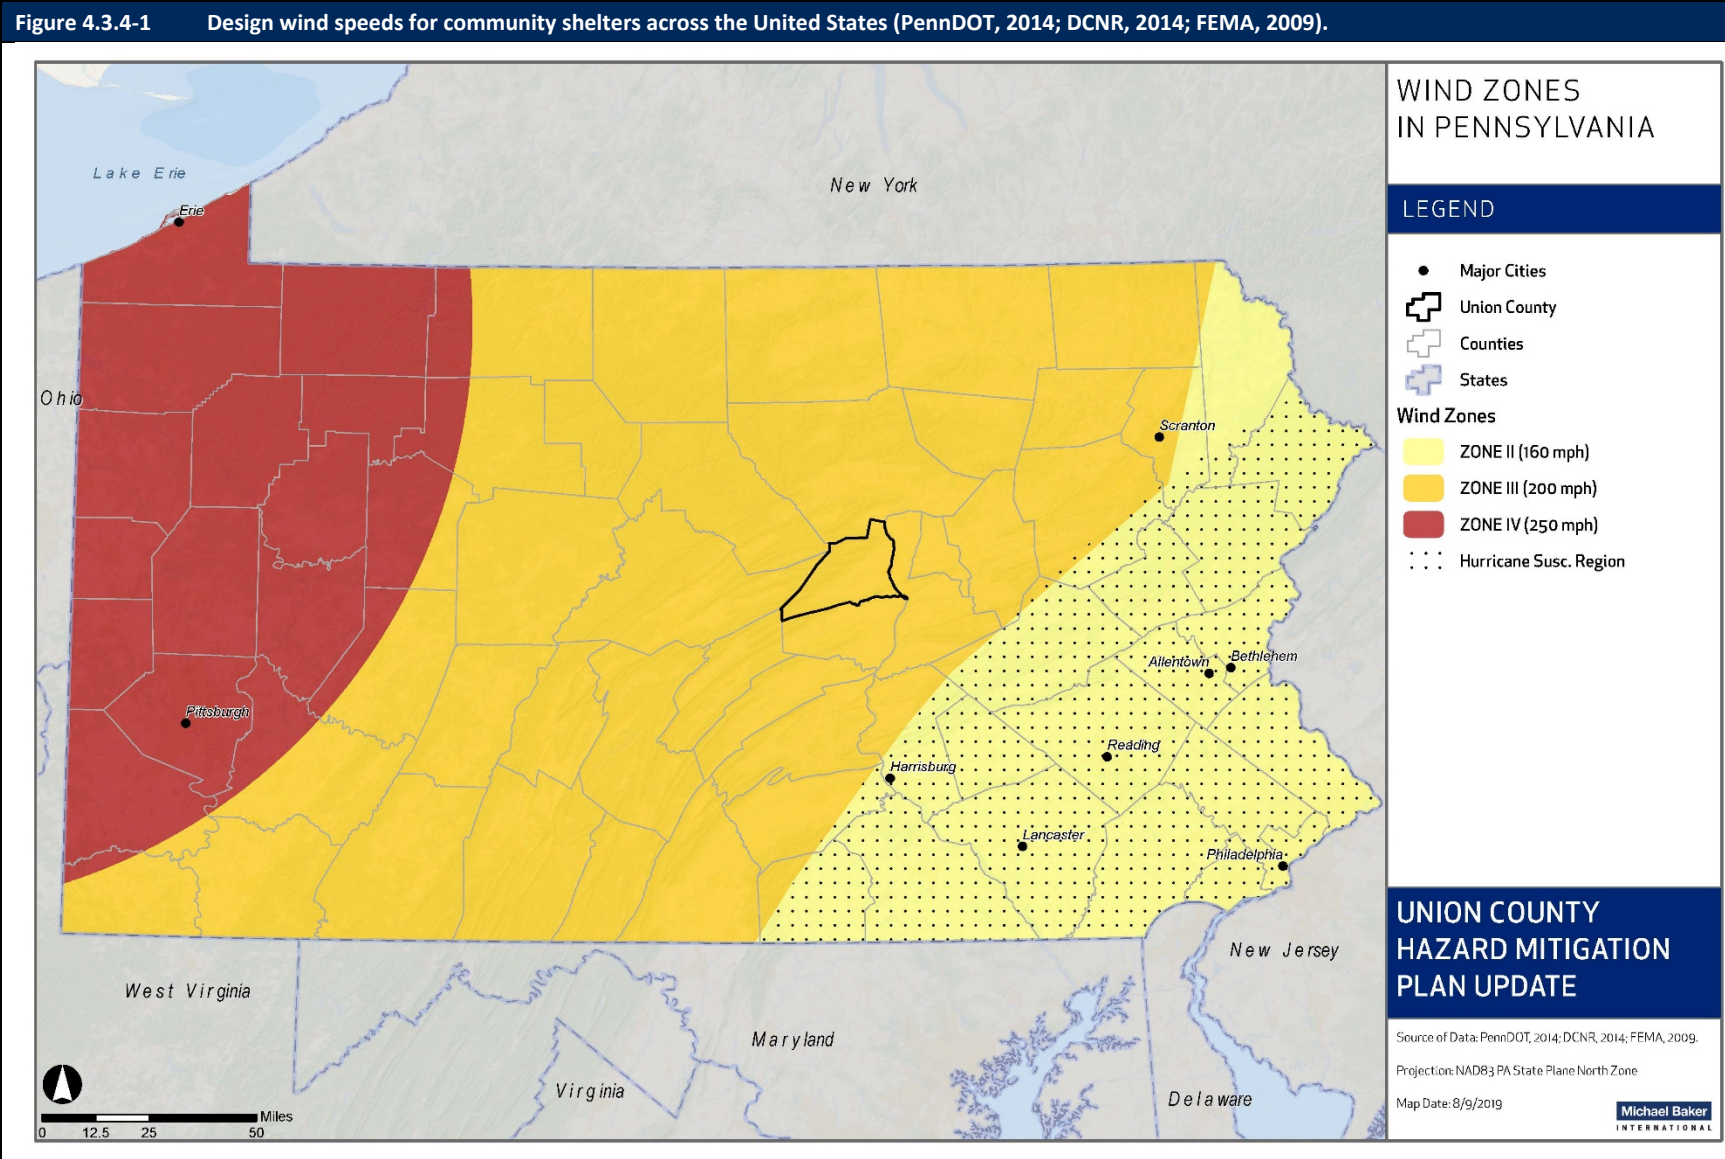 Figure 4.3.4-1 Design wind speeds for community shelters across the United States (PennDOT, 2014; DCNR, 2014; FEMA, 2009).
WIND ZONES
IN PENNSYLVANIA
LEGEND
Major Cities
Union County
Counties
States
Wind Zones
ZONE II (160 mph)
ZONE III (200 mph)
ZONE IV (250 mph)
Hurricane Susc. Region
Lake Erie
New York
Erie
Ohio
Scranton
Allentown
Bethlehem
Pittsburgh
Reading
Harrisburg
Lancaster
Philadelphia
New Jersey
West Virginia
Maryland
Virginia
Delaware
Miles
0 12.5 25 50
UNION COUNTY
HAZARD MITIGATION
PLAN UPDATE
Source of Data: PennDOT, 2014; DCNR, 2014; FEMA, 2009.
Projection: NAD83 PA State Plane North Zone
Map Date: 8/9/2019
Michael Baker
INTERNATIONAL